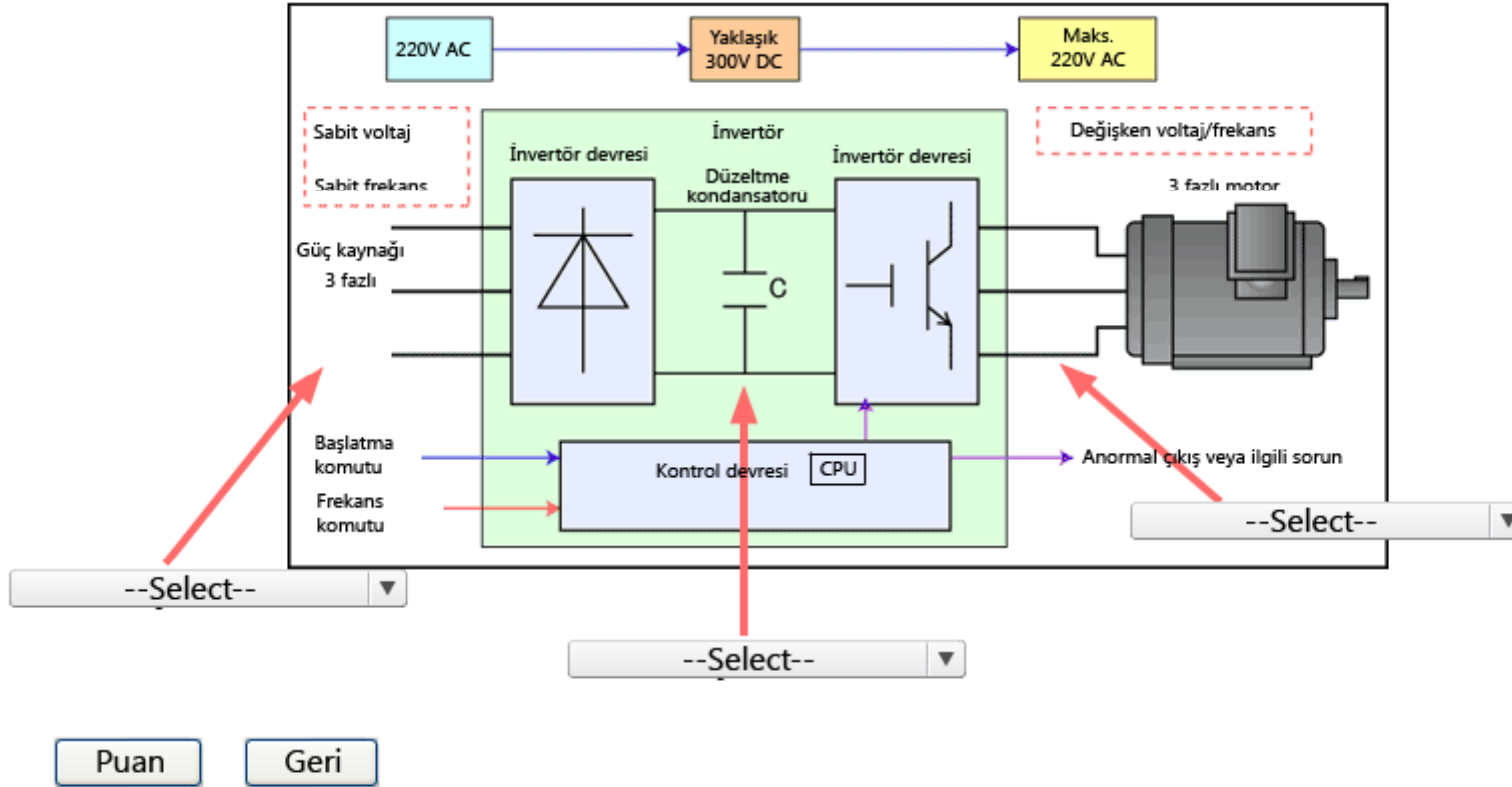 220V AC
Yaklaşık
300V DC
Maks.
220V AC
Sabit voltaj
Sabit frekans
İnvertör
Değişken voltaj/frekans
İnvertör devresi
Düzeltme
kondansatörü
İnvertör devresi
3 fazlı motor
Güç kaynağı
3 fazlı
C
Başlatma
komutu
Frekans
komutu
Kontrol devresi
CPU
Anormal çıkış veya ilgili sorun
--Select--
--Select--
--Select--
Puan
Geri